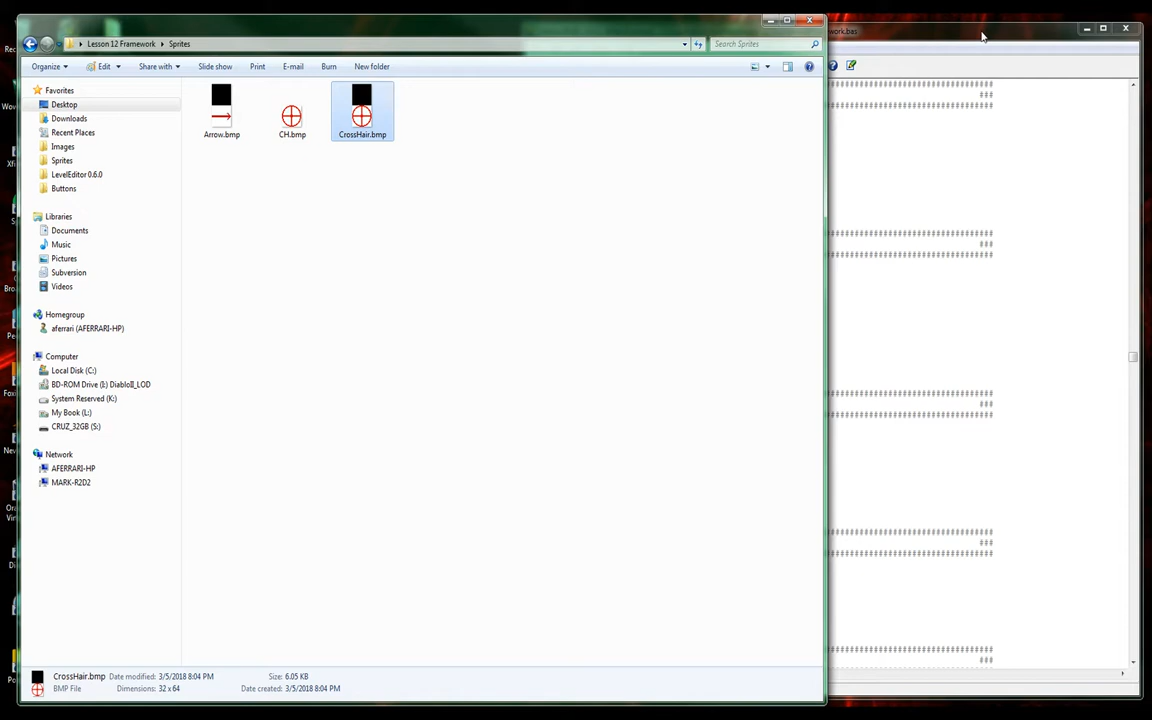 Lesson 12 Framework ▸ Sprites
Search Sprites
work.bas
Organize
Edit
Share with
Slide show
Print
E-mail
Burn
New folder
Favorites
Desktop
Downloads
Recent Places
Images
Sprites
LevelEditor 0.6.0
Buttons
Arrow.bmp
CH.bmp
CrossHair.bmp
Libraries
Documents
Music
Pictures
Subversion
Videos
Homegroup
aferrari (AFERRARI-HP)
Computer
Local Disk (C:)
BD-ROM Drive (I:) DiabloII_LOD
System Reserved (K:)
My Book (L:)
CRUZ_32GB (S:)
Network
AFERRARI-HP
MARK-R2D2
CrossHair.bmp Date modified: 3/5/2018 8:04 PM Size: 6.05 KB
BMP File Dimensions: 32 x 64 Date created: 3/5/2018 8:04 PM